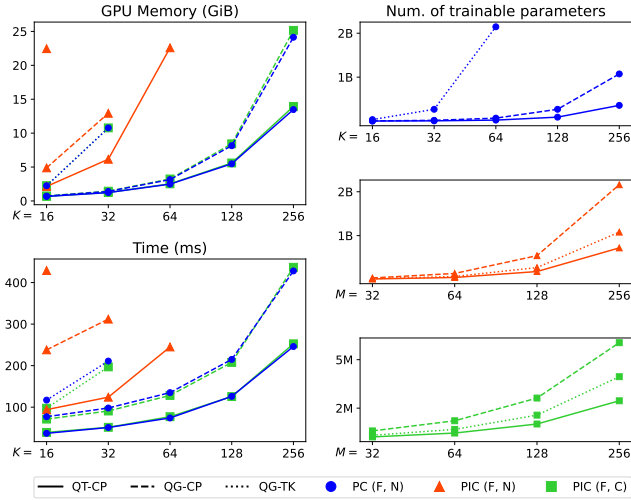 GPU Memory (GiB)
25
20
15
10
5
0
K = 16 32 64 128 256
Time (ms)
400
300
200
100
K = 16 32 64 128 256
Num. of trainable parameters
2B
1B
K = 16 32 64 128 256
2B
1B
M = 32 64 128 256
5M
2M
M = 32 64 128 256
QT-CP QG-CP QG-TK PC (F, N) PIC (F, N) PIC (F, C)